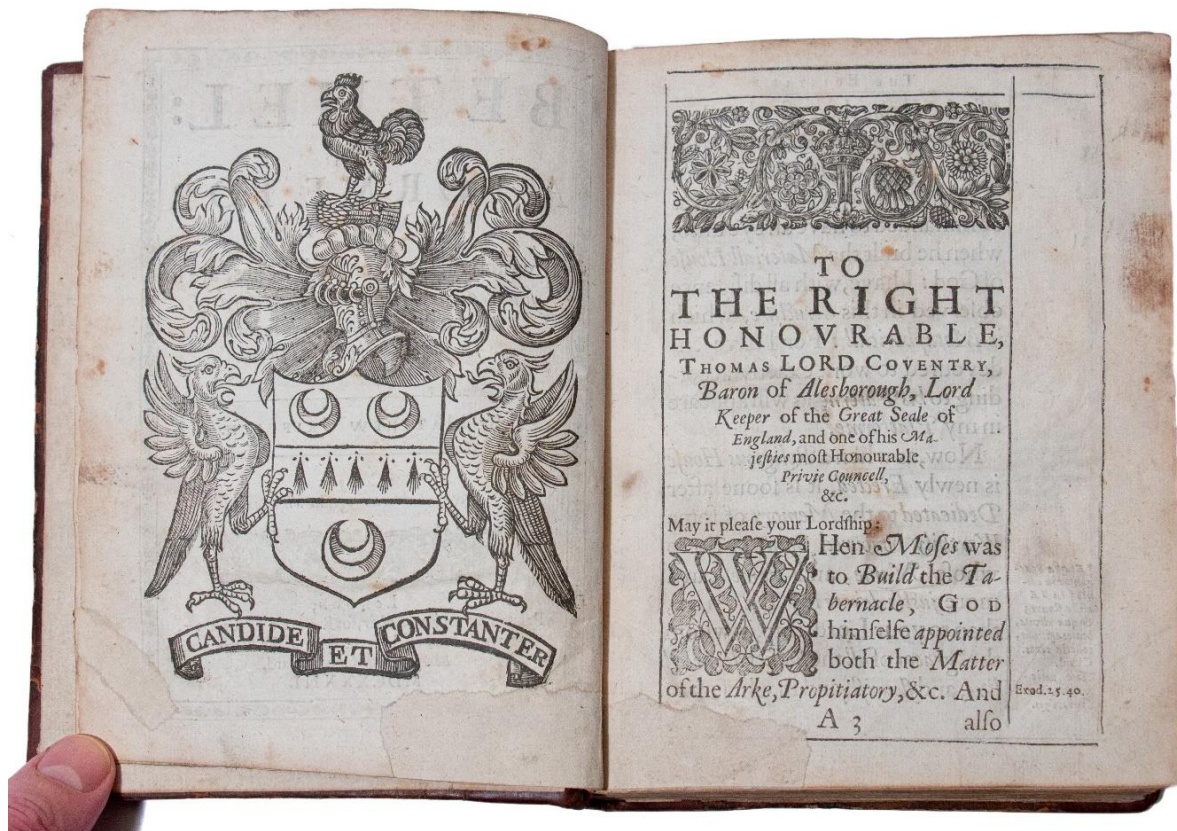 CANDIDE ET CONSTANTER
TO
THE RIGHT
HONOVRABLE,
THOMAS LORD COVENTRY,
Baron of Alesborough, Lord
Keeper of the Great Seale of
England, and one of his Ma-
jeſties moſt Honourable
Privie Councell,
&c.
May it pleaſe your Lordſhip:
WHen Moſes was
to Build the Ta-
bernacle, GOD
himſelfe appointed
both the Matter
of the Arke, Propitiatory, &c. And
Exod. 25. 40.
A 3
alſo